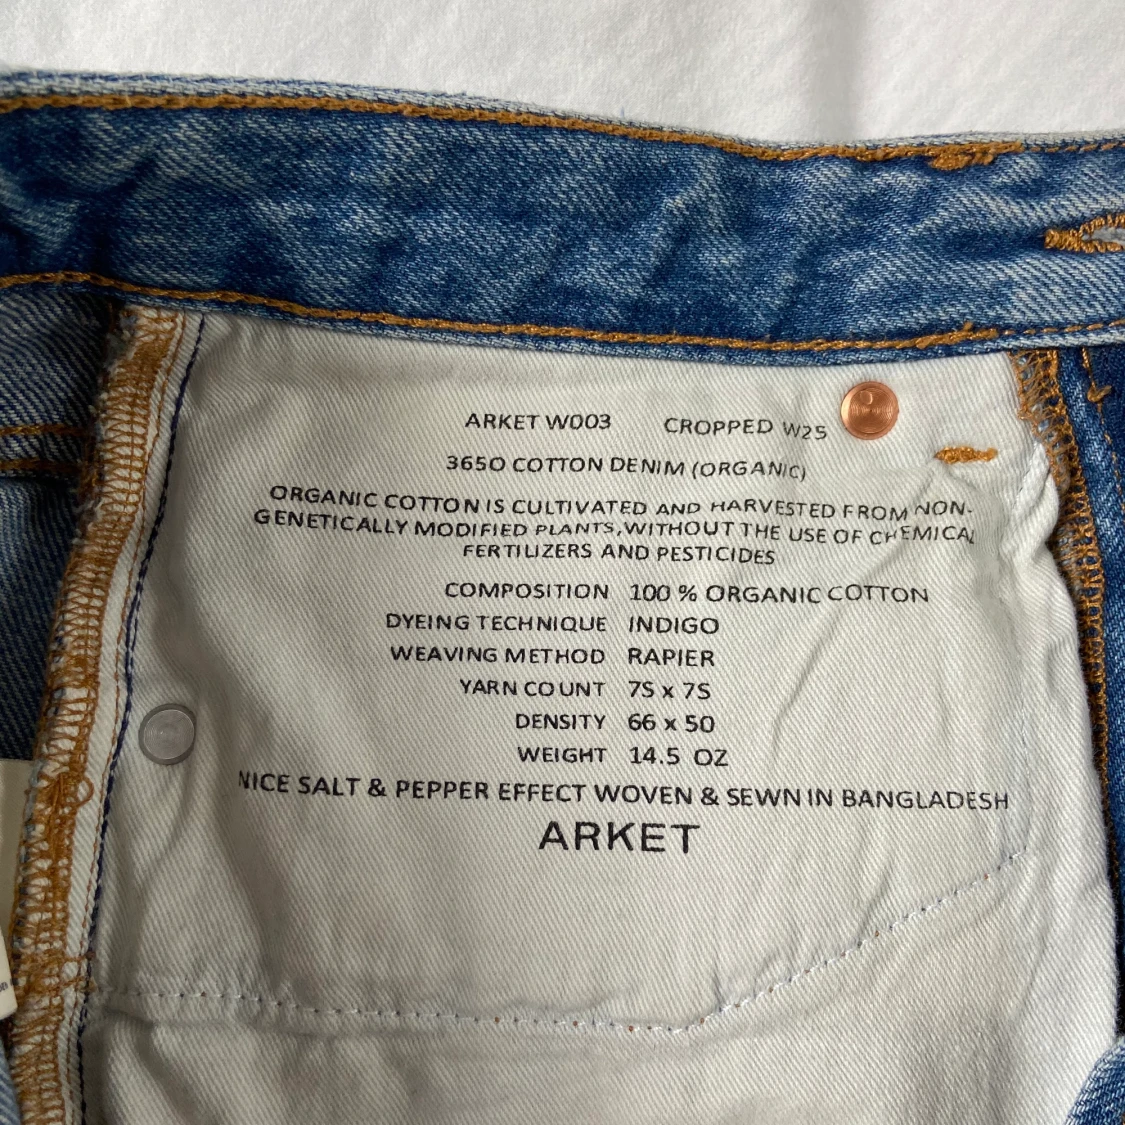 ARKET W003 CROPPED W25
3650 COTTON DENIM (ORGANIC)
ORGANIC COTTON IS CULTIVATED AND HARVESTED FROM NON-
GENETICALLY MODIFIED PLANTS, WITHOUT THE USE OF CHEMICAL
FERTILIZERS AND PESTICIDES
COMPOSITION 100 % ORGANIC COTTON
DYEING TECHNIQUE INDIGO
WEAVING METHOD RAPIER
YARN COUNT 7S x 7S
DENSITY 66 x 50
WEIGHT 14.5 OZ
NICE SALT & PEPPER EFFECT WOVEN & SEWN IN BANGLADESH
ARKET